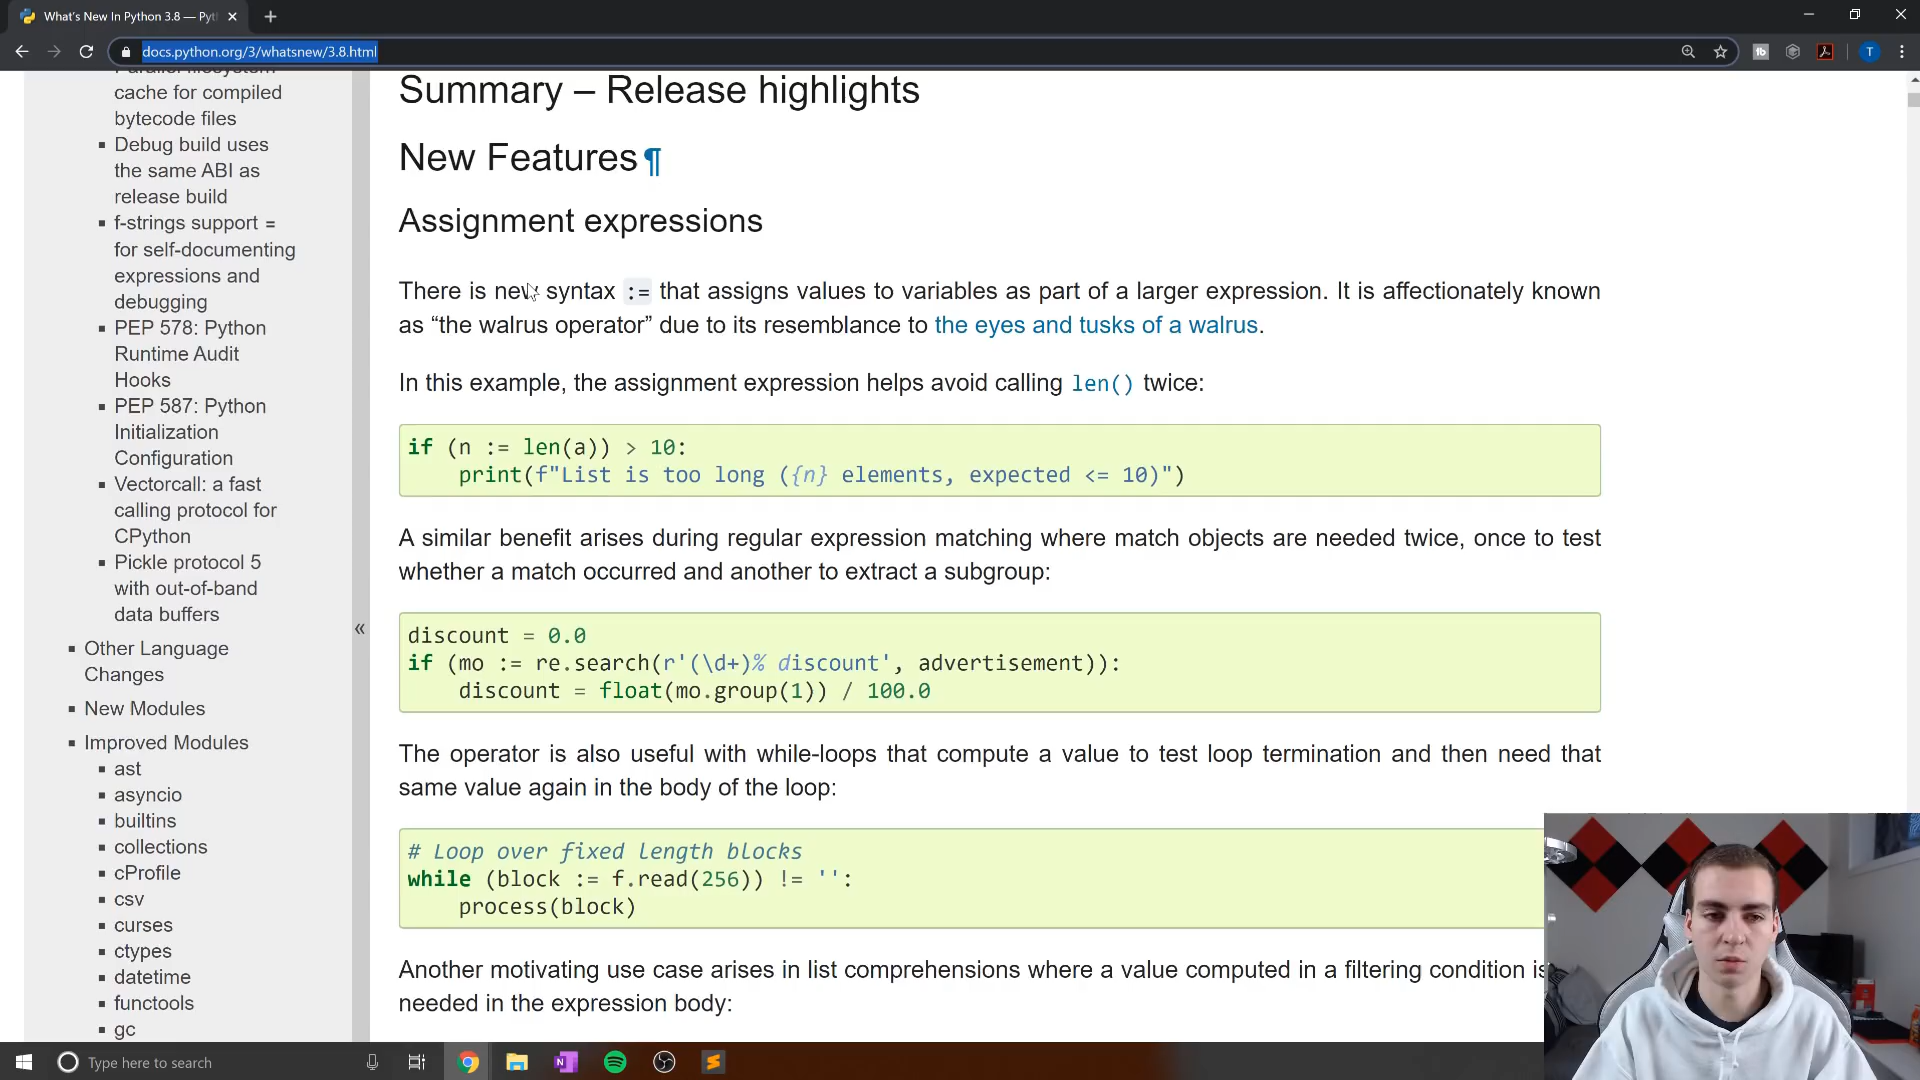 What's New In Python 3.8 — Pyt
docs.python.org/3/whatsnew/3.8.html
T
Parallel filesystem
cache for compiled
bytecode files
Debug build uses
the same ABI as
release build
f-strings support =
for self-documenting
expressions and
debugging
PEP 578: Python
Runtime Audit
Hooks
PEP 587: Python
Initialization
Configuration
Vectorcall: a fast
calling protocol for
CPython
Pickle protocol 5
with out-of-band
data buffers
Other Language
Changes
New Modules
Improved Modules
ast
asyncio
builtins
collections
cProfile
csv
curses
ctypes
datetime
functools
gc
«
Summary – Release highlights
New Features¶
Assignment expressions
There is new syntax := that assigns values to variables as part of a larger expression. It is affectionately known
as “the walrus operator” due to its resemblance to the eyes and tusks of a walrus.
In this example, the assignment expression helps avoid calling len() twice:
if (n := len(a)) > 10:
    print(f"List is too long ({n} elements, expected <= 10)")
A similar benefit arises during regular expression matching where match objects are needed twice, once to test
whether a match occurred and another to extract a subgroup:
discount = 0.0
if (mo := re.search(r'(\d+)% discount', advertisement)):
    discount = float(mo.group(1)) / 100.0
The operator is also useful with while-loops that compute a value to test loop termination and then need that
same value again in the body of the loop:
# Loop over fixed length blocks
while (block := f.read(256)) != '':
    process(block)
Another motivating use case arises in list comprehensions where a value computed in a filtering condition is
needed in the expression body:
Type here to search